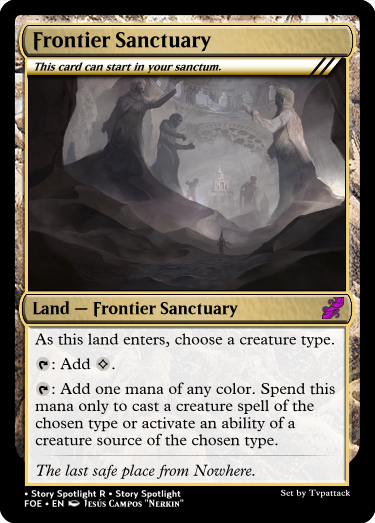 Frontier Sanctuary
This card can start in your sanctum.
Land — Frontier Sanctuary
As this land enters, choose a creature type.
: Add .
: Add one mana of any color. Spend this
mana only to cast a creature spell of the
chosen type or activate an ability of a
creature source of the chosen type.
The last safe place from Nowhere.
• Story Spotlight R • Story Spotlight
FOE • EN Jesús Campos "Nerkin"
Set by Tvpattack